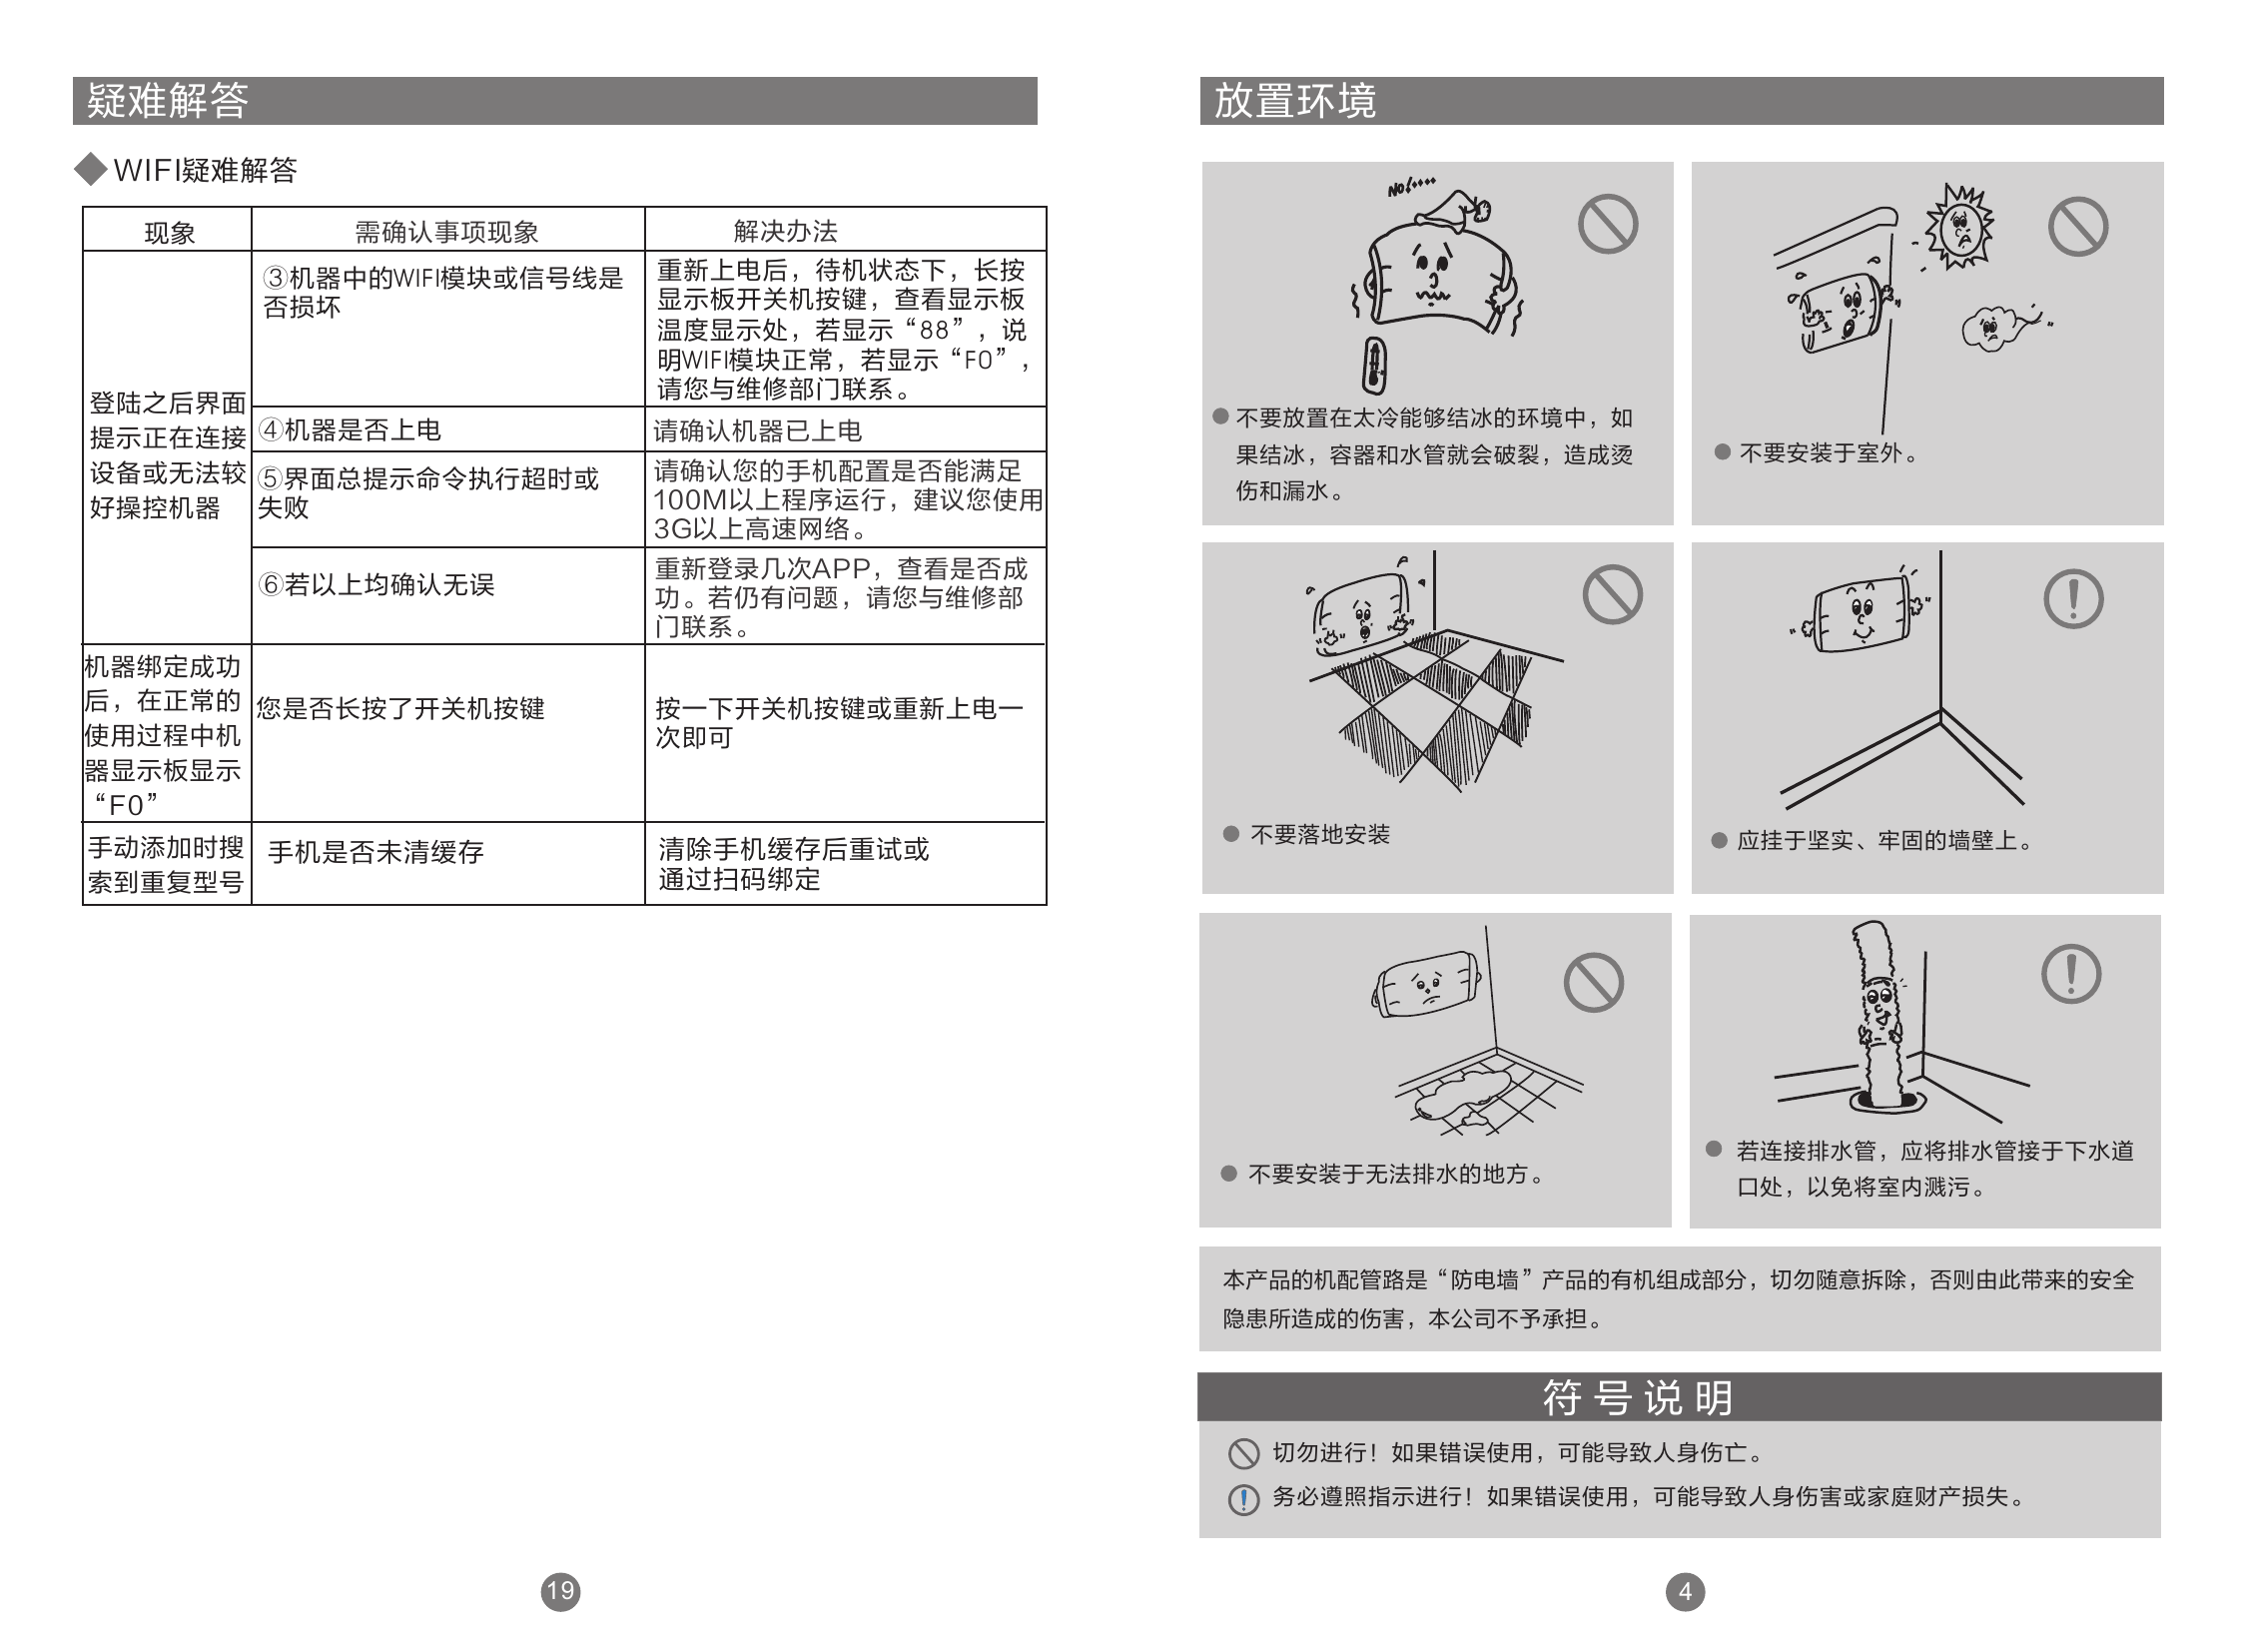 疑难解答
WIFI疑难解答
现象
需确认事项现象
解决办法
登陆之后界面
提示正在连接
设备或无法较
好操控机器
③机器中的WIFI模块或信号线是
否损坏
重新上电后，待机状态下，长按
显示板开关机按键，查看显示板
温度显示处，若显示“88”，说
明WIFI模块正常，若显示“F0”，
请您与维修部门联系。
④机器是否上电
请确认机器已上电
⑤界面总提示命令执行超时或
失败
请确认您的手机配置是否能满足
100M以上程序运行，建议您使用
3G以上高速网络。
⑥若以上均确认无误
重新登录几次APP，查看是否成
功。若仍有问题，请您与维修部
门联系。
机器绑定成功
后，在正常的
使用过程中机
器显示板显示
“F0”
您是否长按了开关机按键
按一下开关机按键或重新上电一
次即可
手动添加时搜
索到重复型号
手机是否未清缓存
清除手机缓存后重试或
通过扫码绑定
19
放置环境
No!
不要放置在太冷能够结冰的环境中，如
果结冰，容器和水管就会破裂，造成烫
伤和漏水。
不要安装于室外。
不要落地安装
应挂于坚实、牢固的墙壁上。
不要安装于无法排水的地方。
若连接排水管，应将排水管接于下水道
口处，以免将室内溅污。
本产品的机配管路是“防电墙”产品的有机组成部分，切勿随意拆除，否则由此带来的安全
隐患所造成的伤害，本公司不予承担。
符号说明
切勿进行！如果错误使用，可能导致人身伤亡。
务必遵照指示进行！如果错误使用，可能导致人身伤害或家庭财产损失。
4